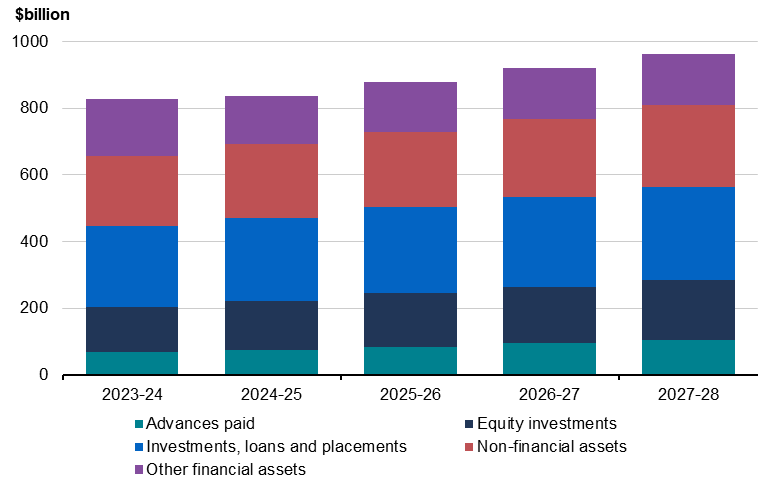 $billion
1000
800
600
400
200
0
2023-24 2024-25 2025-26 2026-27 2027-28
Advances paid Equity investments
Investments, loans and placements Non-financial assets
Other financial assets